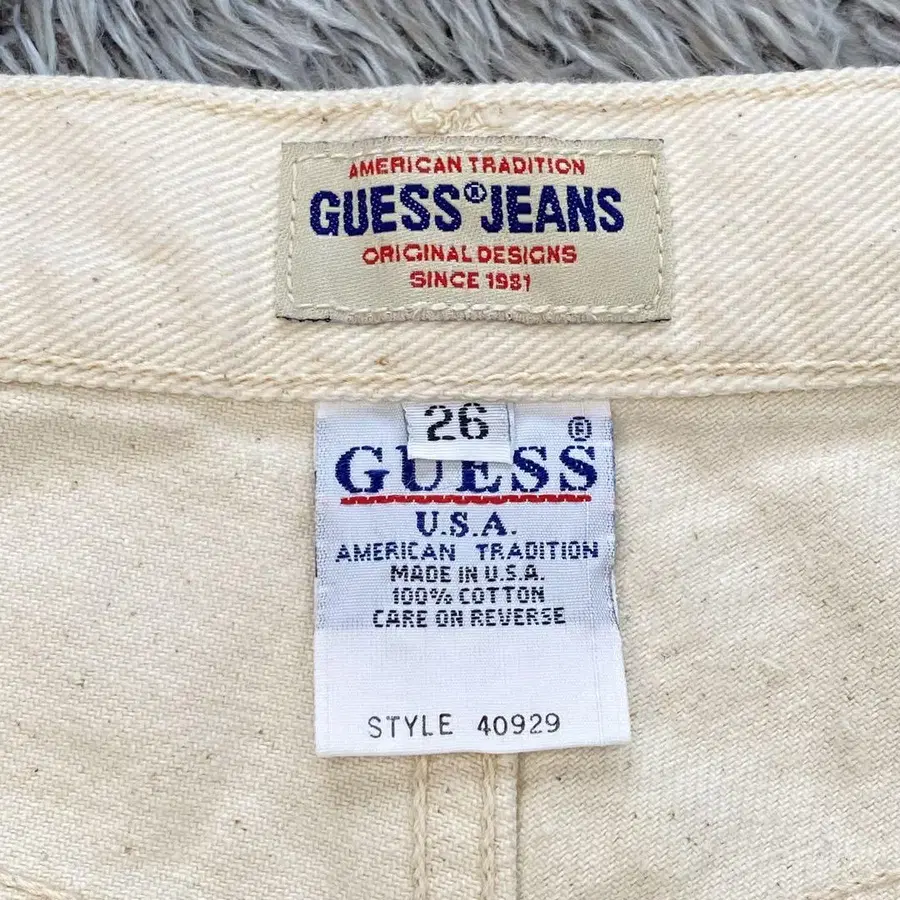 AMERICAN TRADITION
GUESS® JEANS
ORIGINAL DESIGNS
SINCE 1981
26
®
GUESS
U.S.A.
AMERICAN TRADITION
MADE IN U.S.A.
100% COTTON
CARE ON REVERSE
STYLE 40929